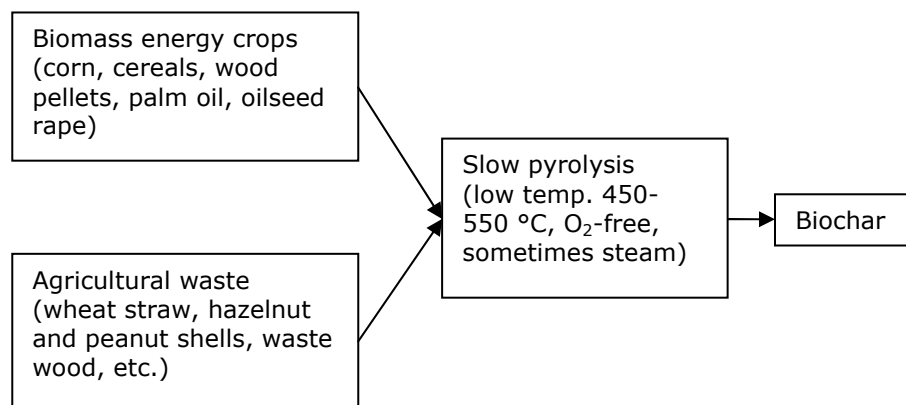 Biomass energy crops
(corn, cereals, wood
pellets, palm oil, oilseed
rape)
Agricultural waste
(wheat straw, hazelnut
and peanut shells, waste
wood, etc.)
Slow pyrolysis
(low temp. 450-
550 °C, O₂-free,
sometimes steam)
Biochar